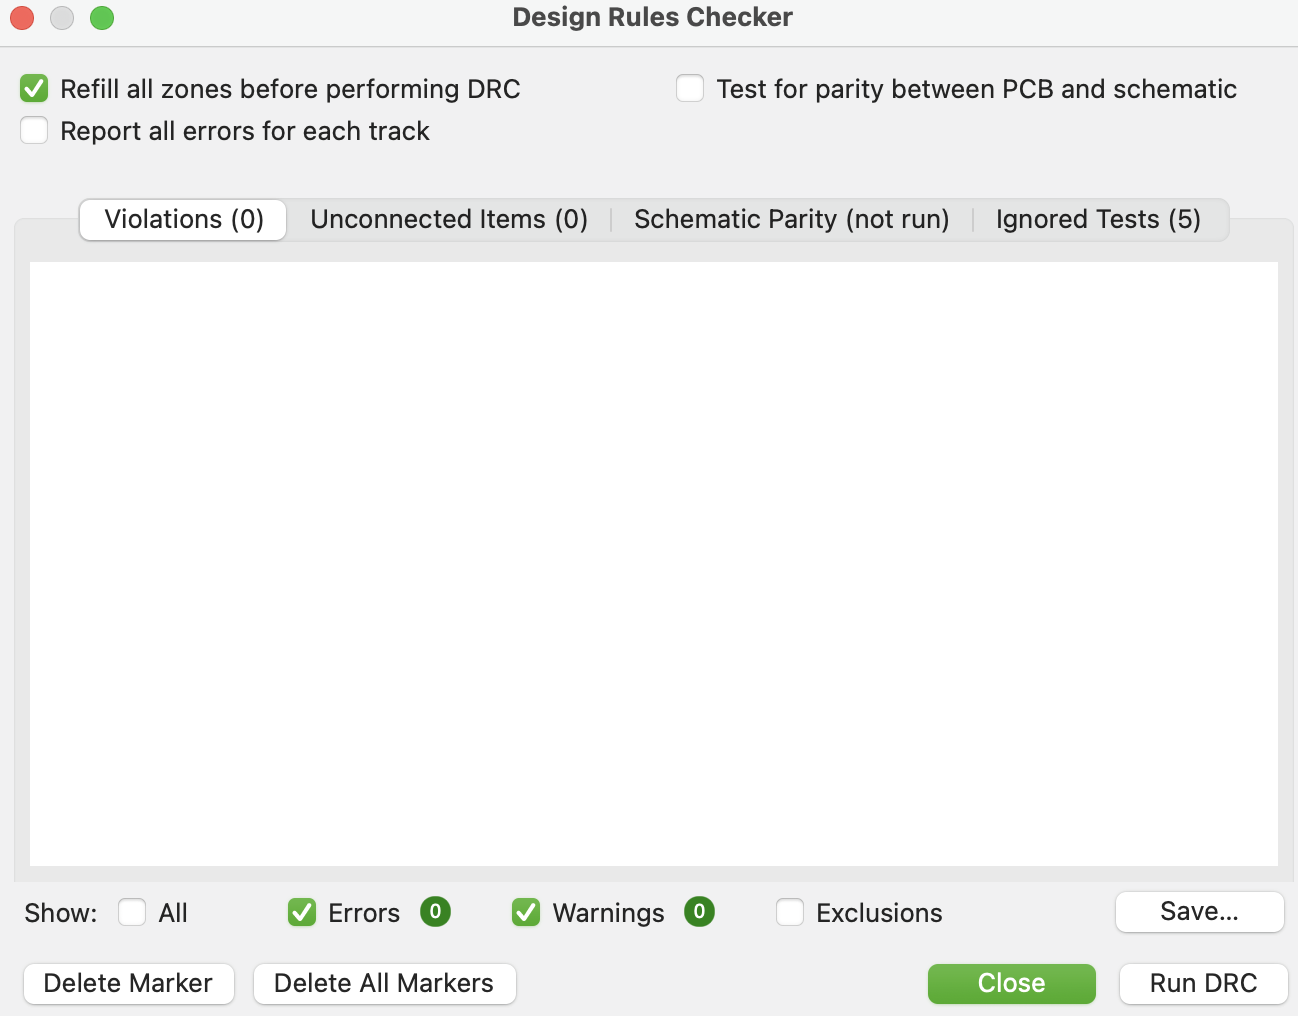 Design Rules Checker
Refill all zones before performing DRC
Test for parity between PCB and schematic
Report all errors for each track
Violations (0)
Unconnected Items (0)
Schematic Parity (not run)
Ignored Tests (5)
Show:
All
Errors
0
Warnings
0
Exclusions
Save...
Delete Marker
Delete All Markers
Close
Run DRC